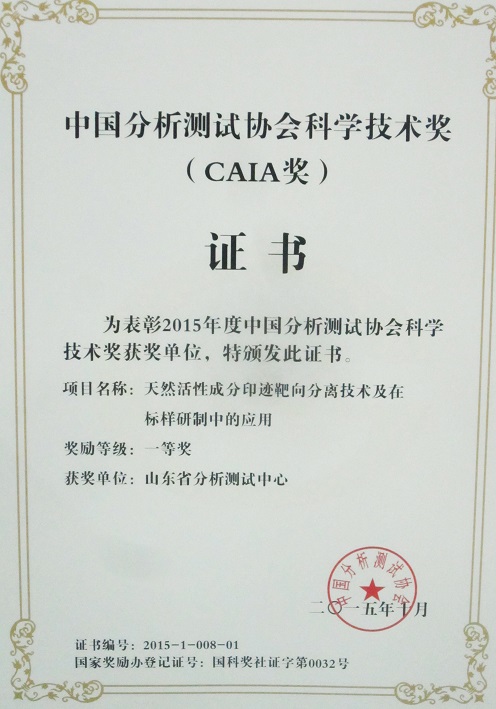 中国分析测试协会科学技术奖
（CAIA奖）
证书
为表彰2015年度中国分析测试协会科学
技术奖获奖单位，特颁发此证书。
项目名称：天然活性成分印迹靶向分离技术及在
标样研制中的应用
奖励等级：一等奖
获奖单位：山东省分析测试中心
中国分析测试协会
二〇一五年十月
证书编号：2015-1-008-01
国家奖励办登记证号：国科奖社证字第0032号